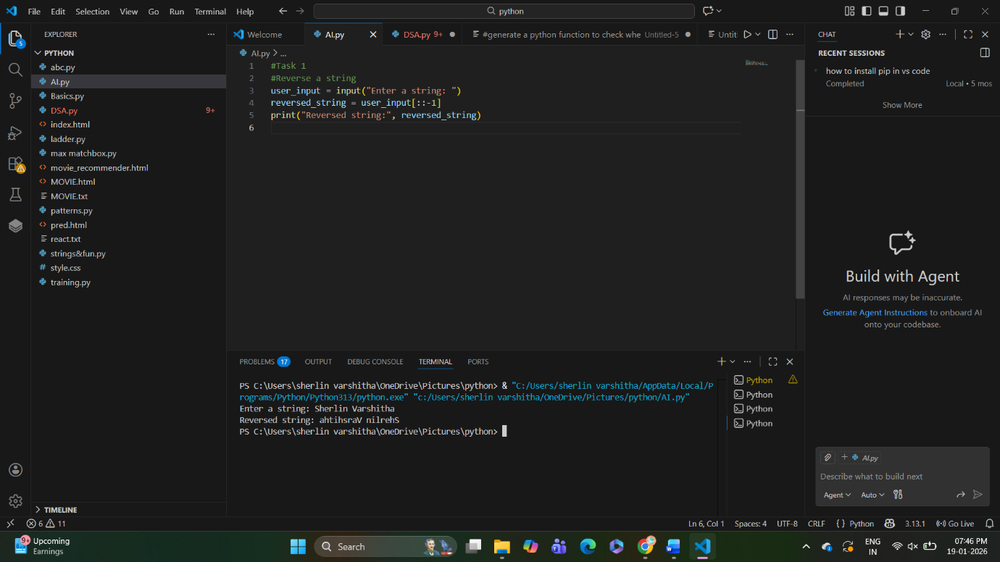 File Edit Selection View Go Run Terminal Help
python
EXPLORER
PYTHON
abc.py
AI.py
Basics.py
DSA.py 9+
index.html
ladder.py
max matchbox.py
movie_recommender.html
MOVIE.html
MOVIE.txt
patterns.py
pred.html
react.txt
strings&fun.py
style.css
training.py
TIMELINE
5
Welcome
AI.py
DSA.py 9+
#generate a python function to check whe Untitled-5
Untitl
AI.py > ...
1 #Task 1
2 #Reverse a string
3 user_input = input("Enter a string: ")
4 reversed_string = user_input[::-1]
5 print("Reversed string:", reversed_string)
6
PROBLEMS 17 OUTPUT DEBUG CONSOLE TERMINAL PORTS
PS C:\Users\sherlin varshitha\OneDrive\Pictures\python> & "C:/Users/sherlin varshitha/AppData/Local/P
rograms/Python/Python313/python.exe" "c:/Users/sherlin varshitha/OneDrive/Pictures/python/AI.py"
Enter a string: Sherlin Varshitha
Reversed string: ahtihsraV nilrehS
PS C:\Users\sherlin varshitha\OneDrive\Pictures\python>
Python
Python
Python
Python
CHAT
RECENT SESSIONS
how to install pip in vs code
Completed Local • 5 mos
Show More
Build with Agent
AI responses may be inaccurate.
Generate Agent Instructions to onboard AI
onto your codebase.
AI.py
Describe what to build next
Agent Auto
6 11
Ln 6, Col 1 Spaces: 4 UTF-8 CRLF { } Python 3.13.1 Go Live
9+
Upcoming
Earnings
Search
ENG
IN
07:46 PM
19-01-2026